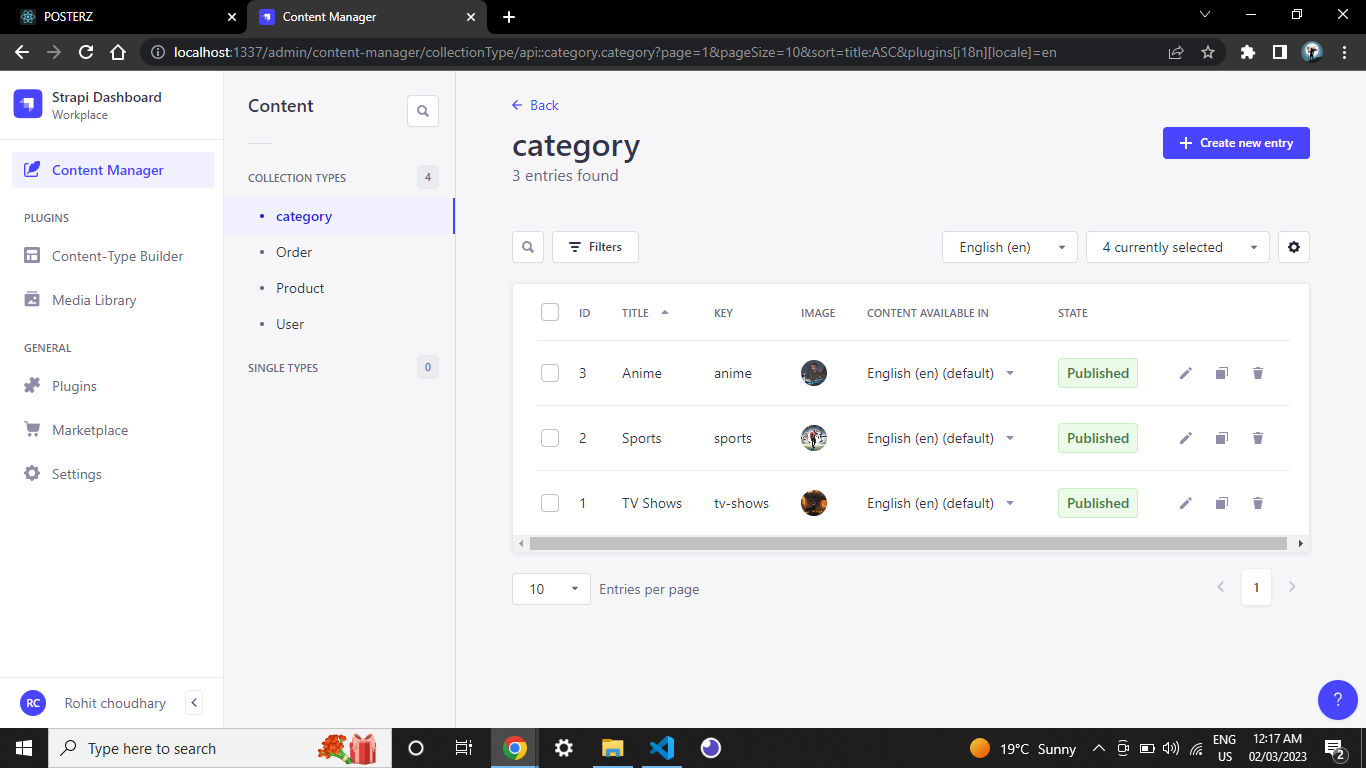 POSTERZ
Content Manager
localhost:1337/admin/content-manager/collectionType/api::category.category?page=1&pageSize=10&sort=title:ASC&plugins[i18n][locale]=en
Strapi Dashboard
Workplace
Content Manager
PLUGINS
Content-Type Builder
Media Library
GENERAL
Plugins
Marketplace
Settings
RC Rohit choudhary
Content
COLLECTION TYPES 4
category
Order
Product
User
SINGLE TYPES 0
Back
category
3 entries found
Create new entry
Filters
English (en)
4 currently selected
ID TITLE KEY IMAGE CONTENT AVAILABLE IN STATE
3 Anime anime English (en) (default) Published
2 Sports sports English (en) (default) Published
1 TV Shows tv-shows English (en) (default) Published
10 Entries per page
1
?
Type here to search
19°C Sunny
ENG
US
12:17 AM
02/03/2023
2